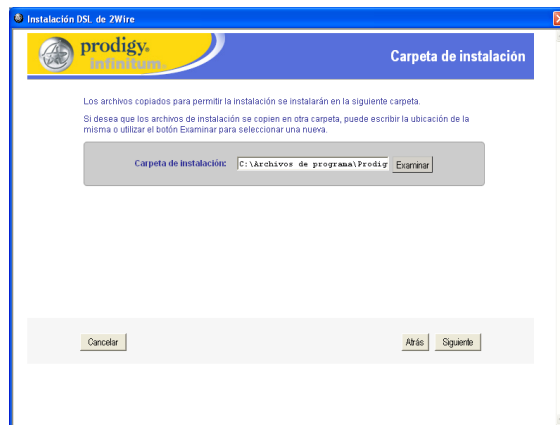 Instalación DSL de 2Wire
prodigy.
infinitum.
Carpeta de instalación
Los archivos copiados para permitir la instalación se instalarán en la siguiente carpeta.
Si desea que los archivos de instalación se copien en otra carpeta, puede escribir la ubicación de la
misma o utilizar el botón Examinar para seleccionar una nueva.
Carpeta de instalación: C:\Archivos de programa\Prodig Examinar
Cancelar Atrás Siguiente